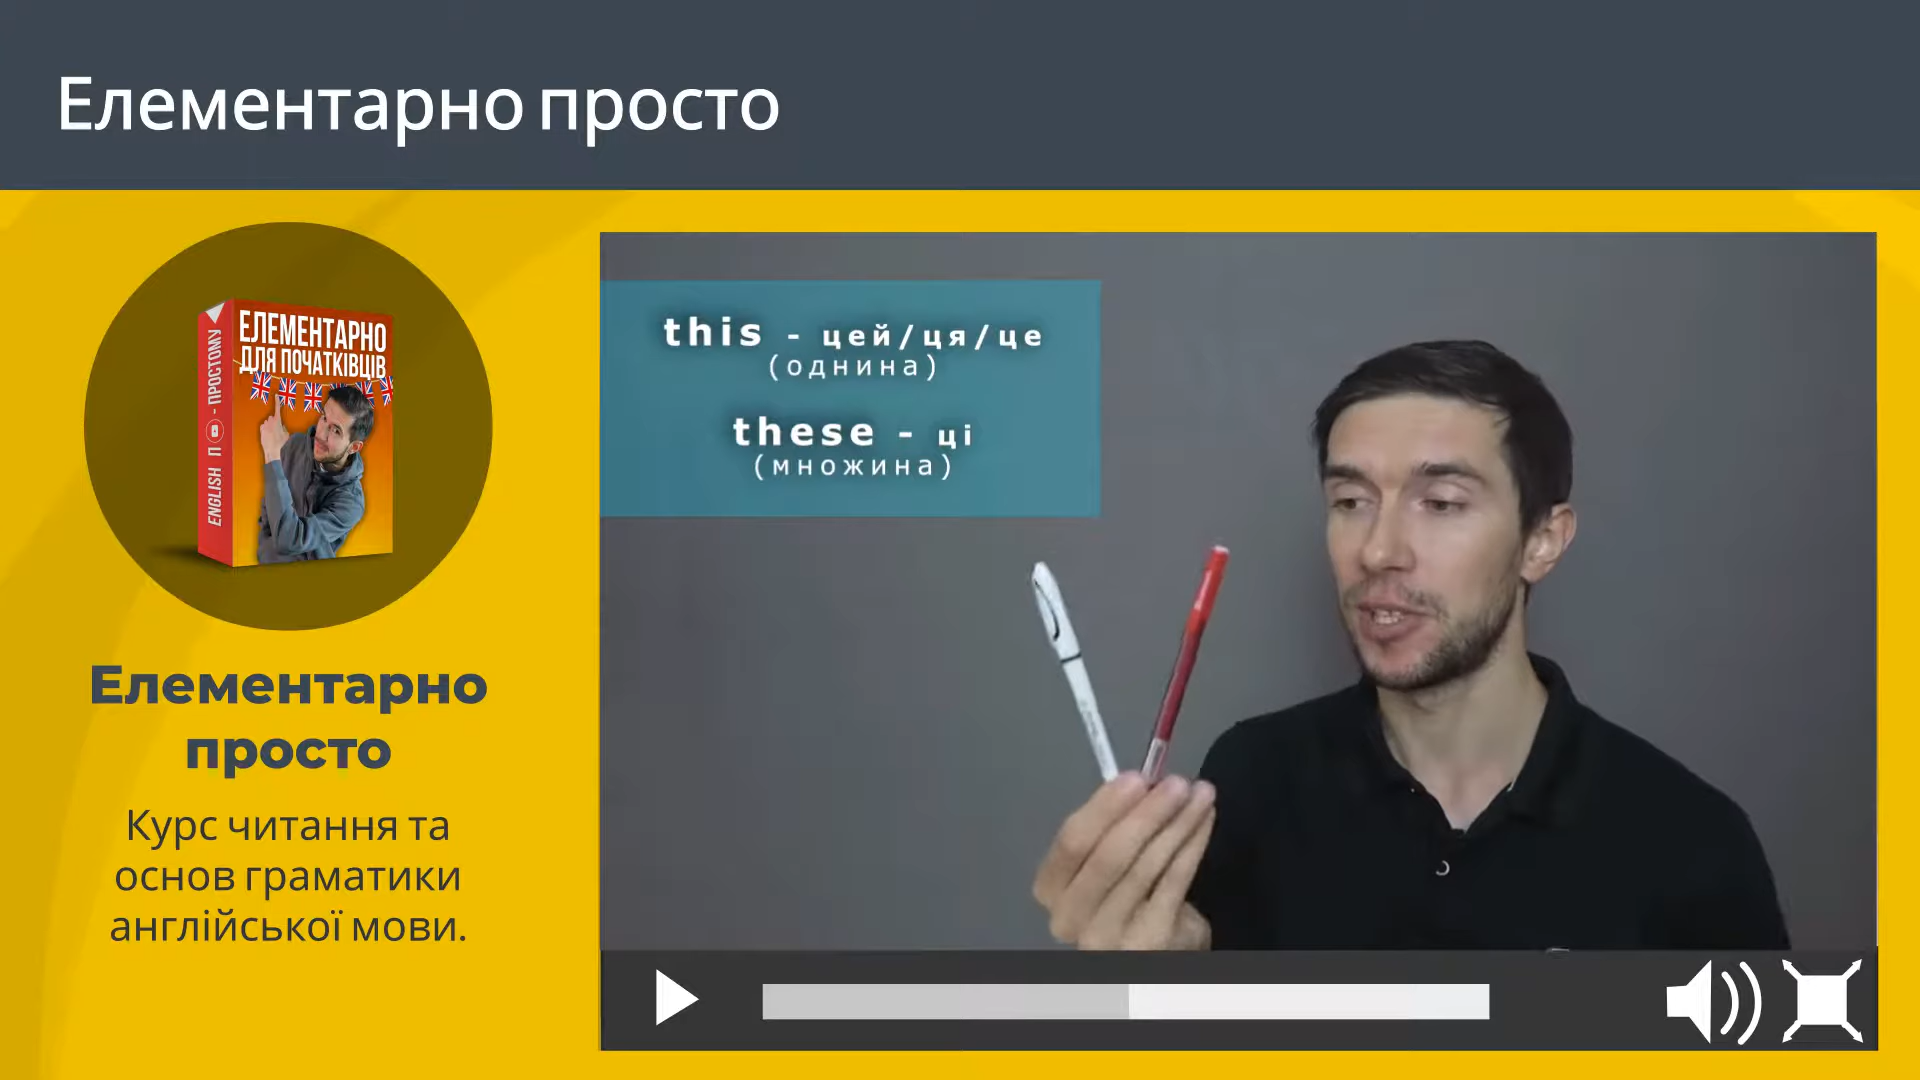 Елементарно просто
ЕЛЕМЕНТАРНО
ДЛЯ ПОЧАТКІВЦІВ
ENGLISH П - ПРОСТОМУ
Елементарно
просто
Курс читання та
основ граматики
англійської мови.
this - цей/ця/це
(однина)
these - ці
(множина)